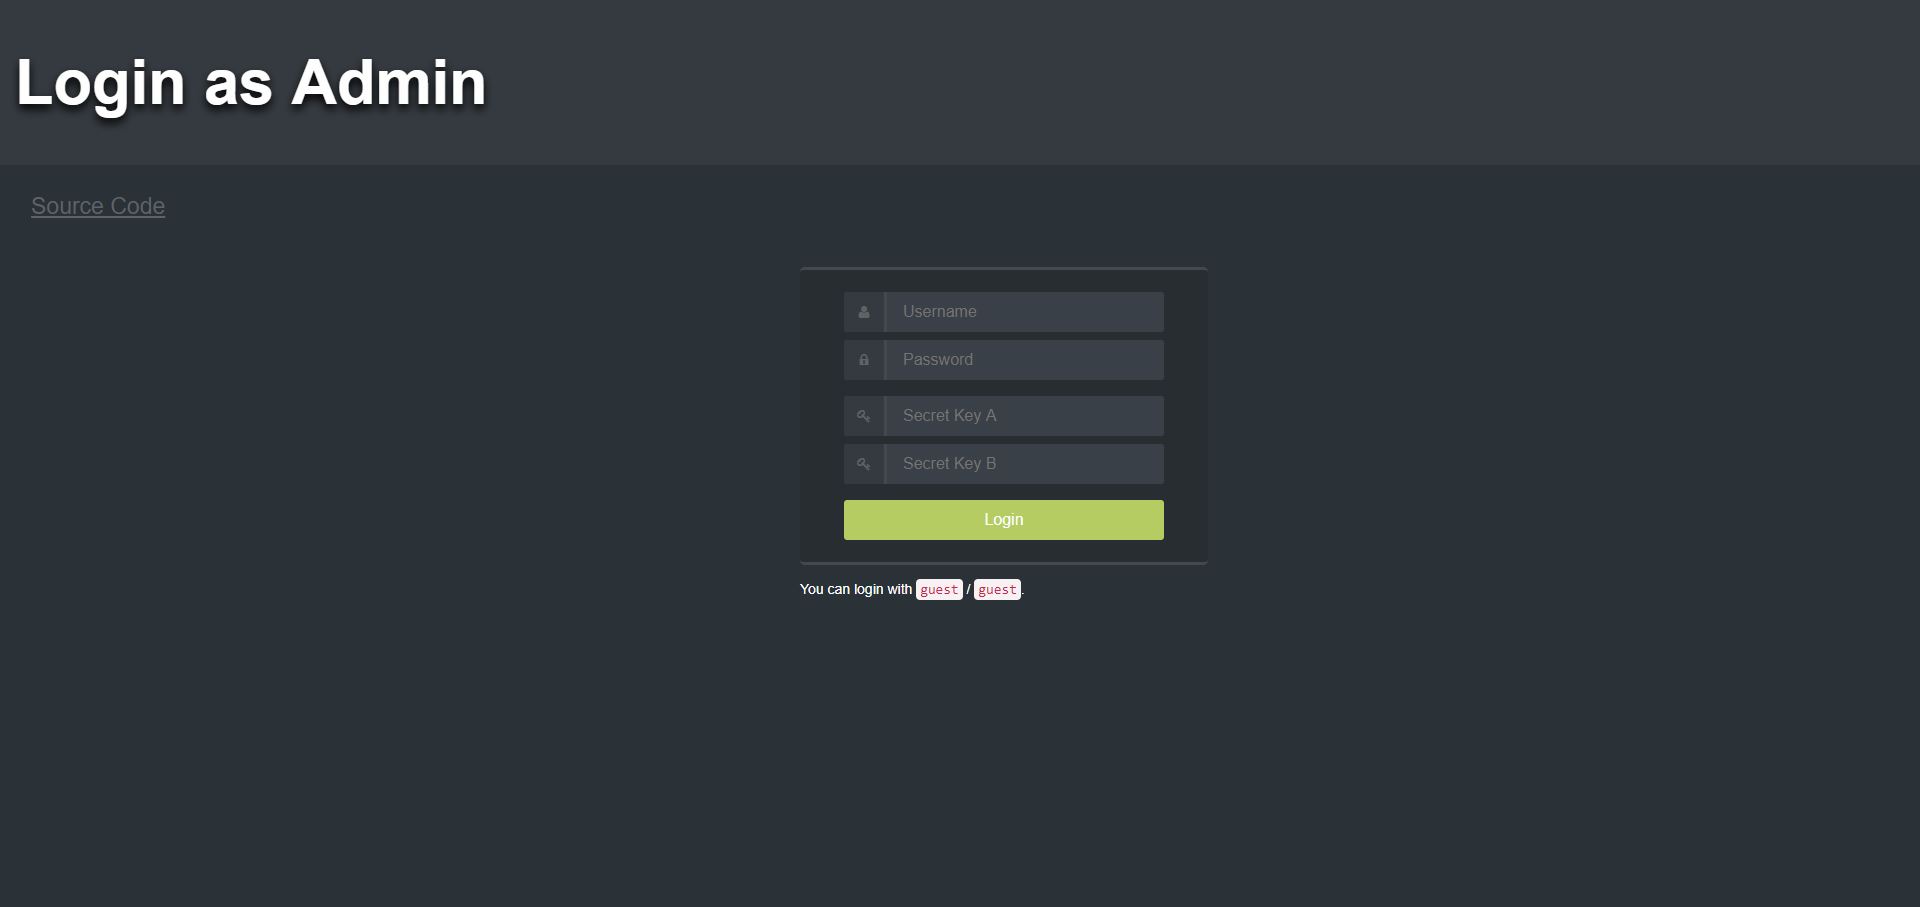 Login as Admin
Source Code
Username
Password
Secret Key A
Secret Key B
Login
You can login with guest / guest.